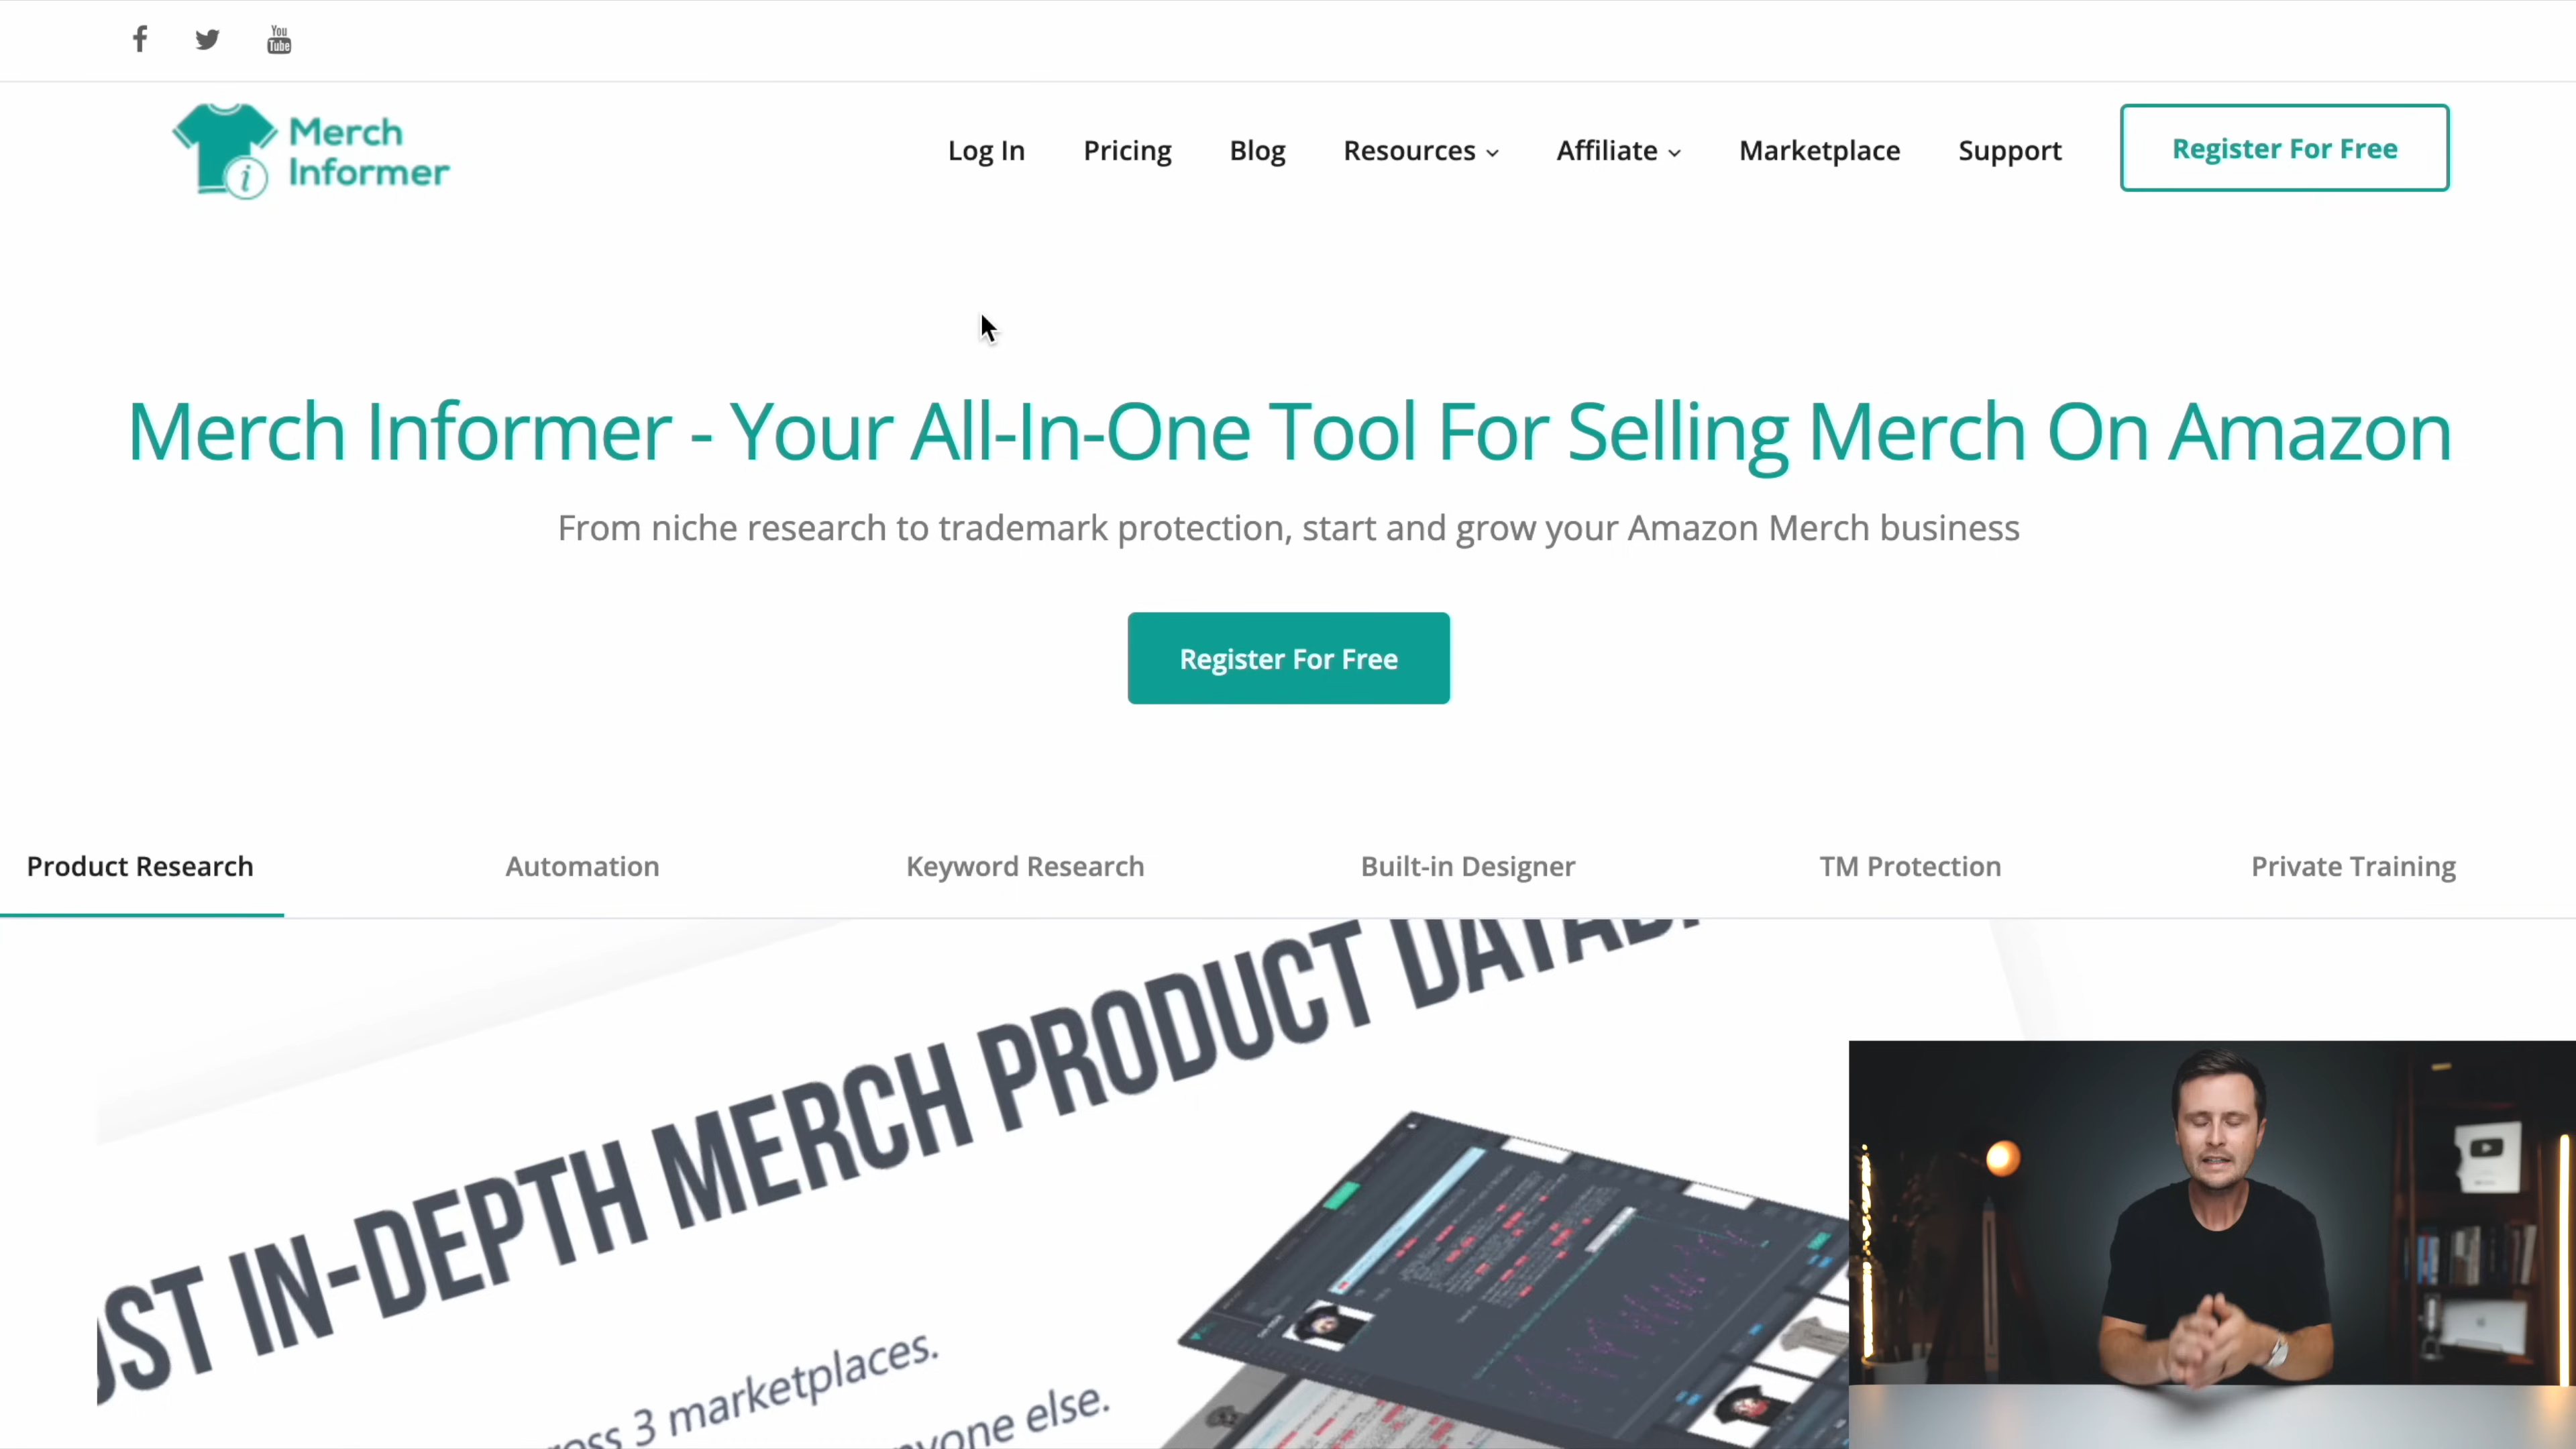 You
Tube
Merch
Informer
Log In Pricing Blog Resources Affiliate Marketplace Support Register For Free
Merch Informer - Your All-In-One Tool For Selling Merch On Amazon
From niche research to trademark protection, start and grow your Amazon Merch business
Register For Free
Product Research Automation Keyword Research Built-in Designer TM Protection Private Training
IN-DEPTH MERCH PRODUCT
3 marketplaces.
else.